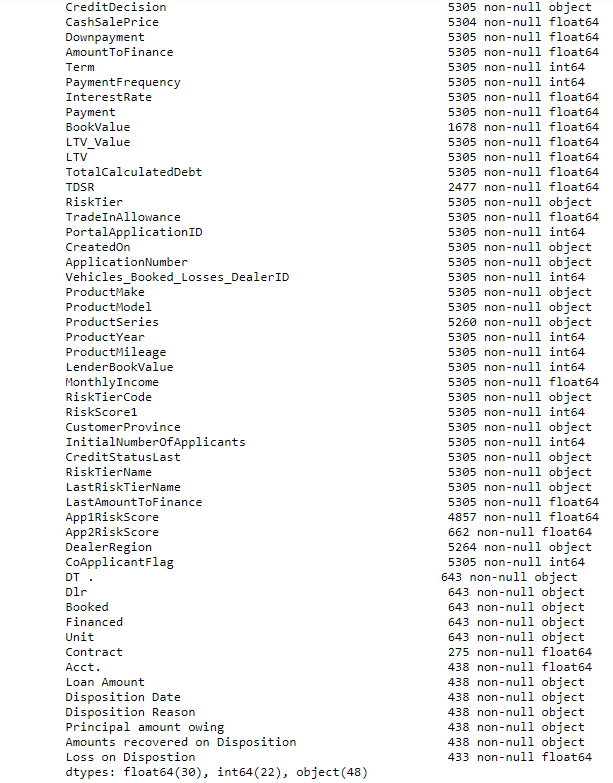 CreditDecision 5305 non-null object
CashSalePrice 5304 non-null float64
Downpayment 5305 non-null float64
AmountToFinance 5305 non-null float64
Term 5305 non-null int64
PaymentFrequency 5305 non-null int64
InterestRate 5305 non-null float64
Payment 5305 non-null float64
BookValue 1678 non-null float64
LTV_Value 5305 non-null float64
LTV 5305 non-null float64
TotalCalculatedDebt 5305 non-null float64
TDSR 2477 non-null float64
RiskTier 5305 non-null object
TradeInAllowance 5305 non-null float64
PortalApplicationID 5305 non-null int64
CreatedOn 5305 non-null object
ApplicationNumber 5305 non-null object
Vehicles_Booked_Losses_DealerID 5305 non-null int64
ProductMake 5305 non-null object
ProductModel 5305 non-null object
ProductSeries 5260 non-null object
ProductYear 5305 non-null int64
ProductMileage 5305 non-null int64
LenderBookValue 5305 non-null int64
MonthlyIncome 5305 non-null float64
RiskTierCode 5305 non-null object
RiskScore1 5305 non-null int64
CustomerProvince 5305 non-null object
InitialNumberOfApplicants 5305 non-null int64
CreditStatusLast 5305 non-null object
RiskTierName 5305 non-null object
LastRiskTierName 5305 non-null object
LastAmountToFinance 5305 non-null float64
App1RiskScore 4857 non-null float64
App2RiskScore 662 non-null float64
DealerRegion 5264 non-null object
CoApplicantFlag 5305 non-null int64
DT . 643 non-null object
Dlr 643 non-null object
Booked 643 non-null object
Financed 643 non-null object
Unit 643 non-null object
Contract 275 non-null float64
Acct. 438 non-null float64
Loan Amount 438 non-null object
Disposition Date 438 non-null object
Disposition Reason 438 non-null object
Principal amount owing 438 non-null object
Amounts recovered on Disposition 438 non-null object
Loss on Dispostion 433 non-null float64
dtypes: float64(30), int64(22), object(48)